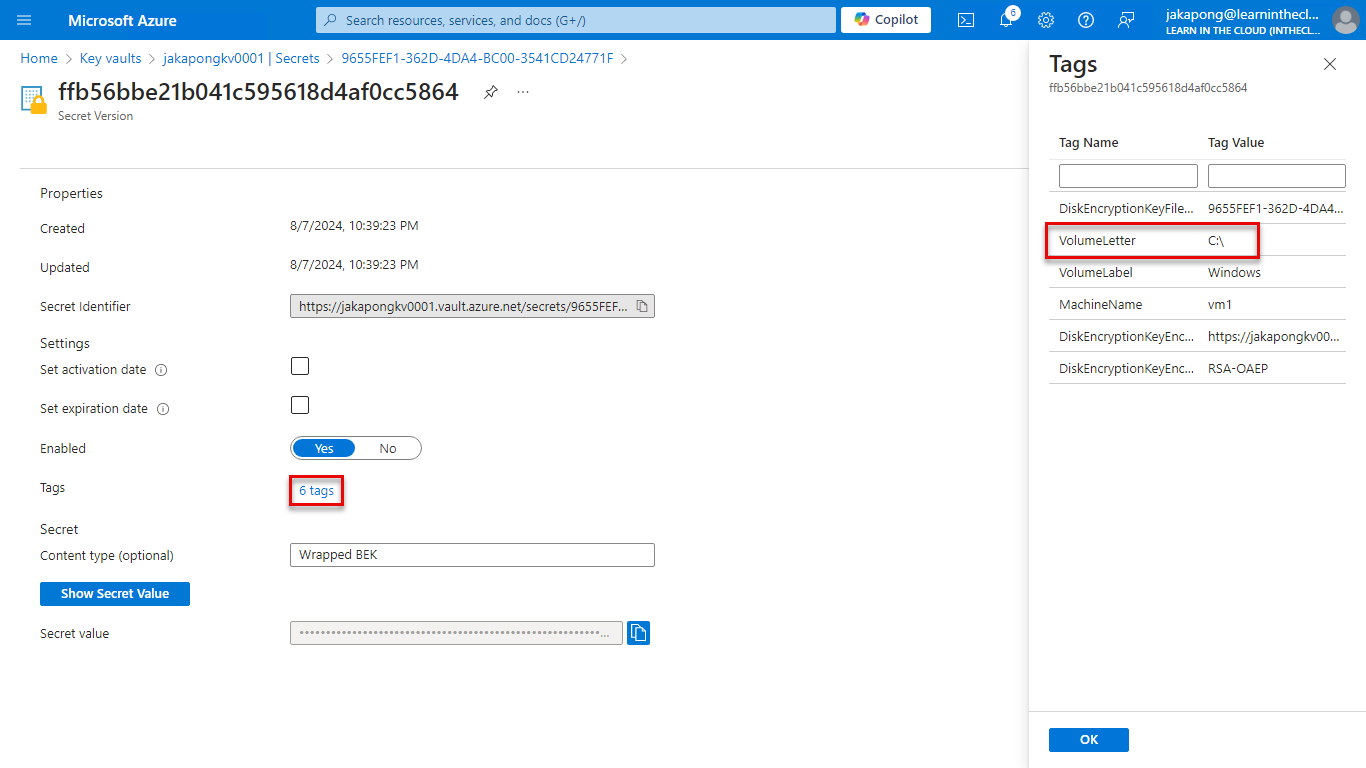 Microsoft Azure
Search resources, services, and docs (G+/)
Copilot
6
jakapong@learninthecl...
LEARN IN THE CLOUD (INTHECL...
Home > Key vaults > jakapongkv0001 | Secrets > 9655FEF1-362D-4DA4-BC00-3541CD24771F >
ffb56bbe21b041c595618d4af0cc5864
...
Secret Version
Properties
Created
8/7/2024, 10:39:23 PM
Updated
8/7/2024, 10:39:23 PM
Secret Identifier
https://jakapongkv0001.vault.azure.net/secrets/9655FEF...
Settings
Set activation date
Set expiration date
Enabled
Yes
No
Tags
6 tags
Secret
Content type (optional)
Wrapped BEK
Show Secret Value
Secret value
Tags
ffb56bbe21b041c595618d4af0cc5864
Tag Name
Tag Value
DiskEncryptionKeyFile...
9655FEF1-362D-4DA4...
VolumeLetter
C:\
VolumeLabel
Windows
MachineName
vm1
DiskEncryptionKeyEnc...
https://jakapongkv00...
DiskEncryptionKeyEnc...
RSA-OAEP
OK